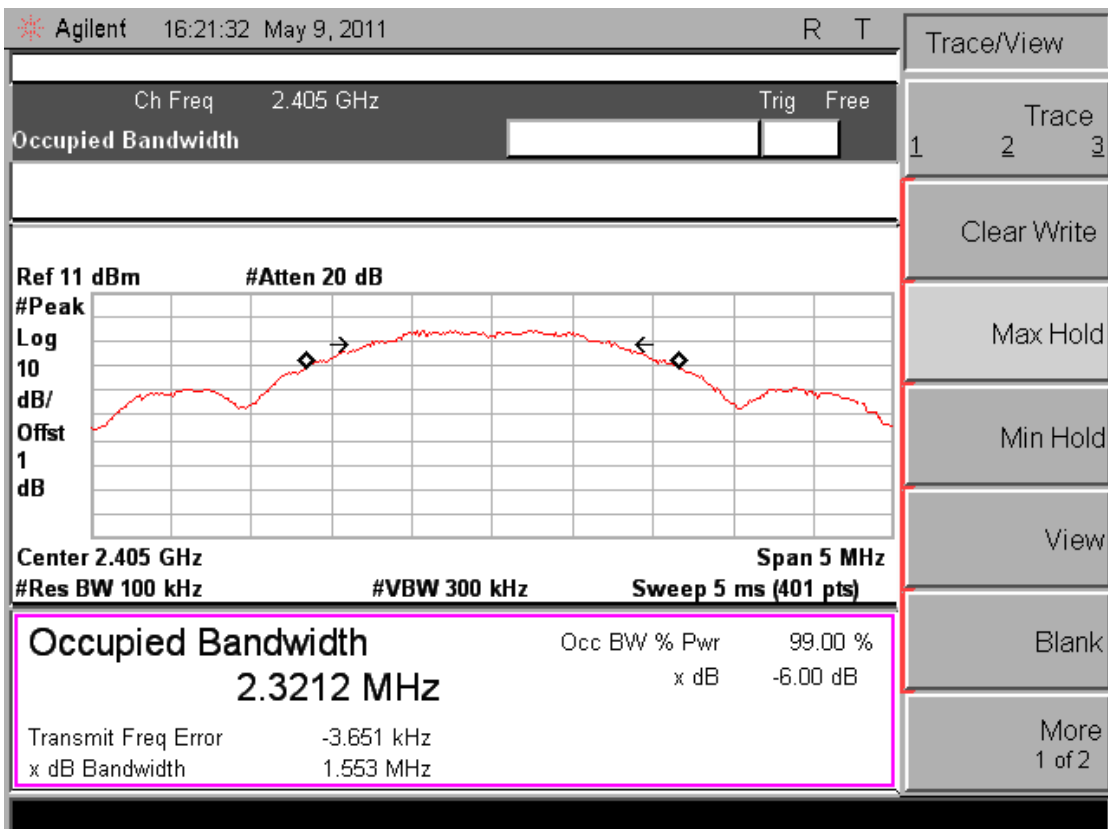 Agilent 16:21:32 May 9, 2011 R T
Ch Freq 2.405 GHz Trig Free
Occupied Bandwidth
Ref 11 dBm #Atten 20 dB
#Peak
Log
10
dB/
Offst
1
dB
Center 2.405 GHz Span 5 MHz
#Res BW 100 kHz #VBW 300 kHz Sweep 5 ms (401 pts)
Occupied Bandwidth
2.3212 MHz
Occ BW % Pwr 99.00 %
x dB -6.00 dB
Transmit Freq Error -3.651 kHz
x dB Bandwidth 1.553 MHz
Trace/View
Trace
1 2 3
Clear Write
Max Hold
Min Hold
View
Blank
More
1 of 2